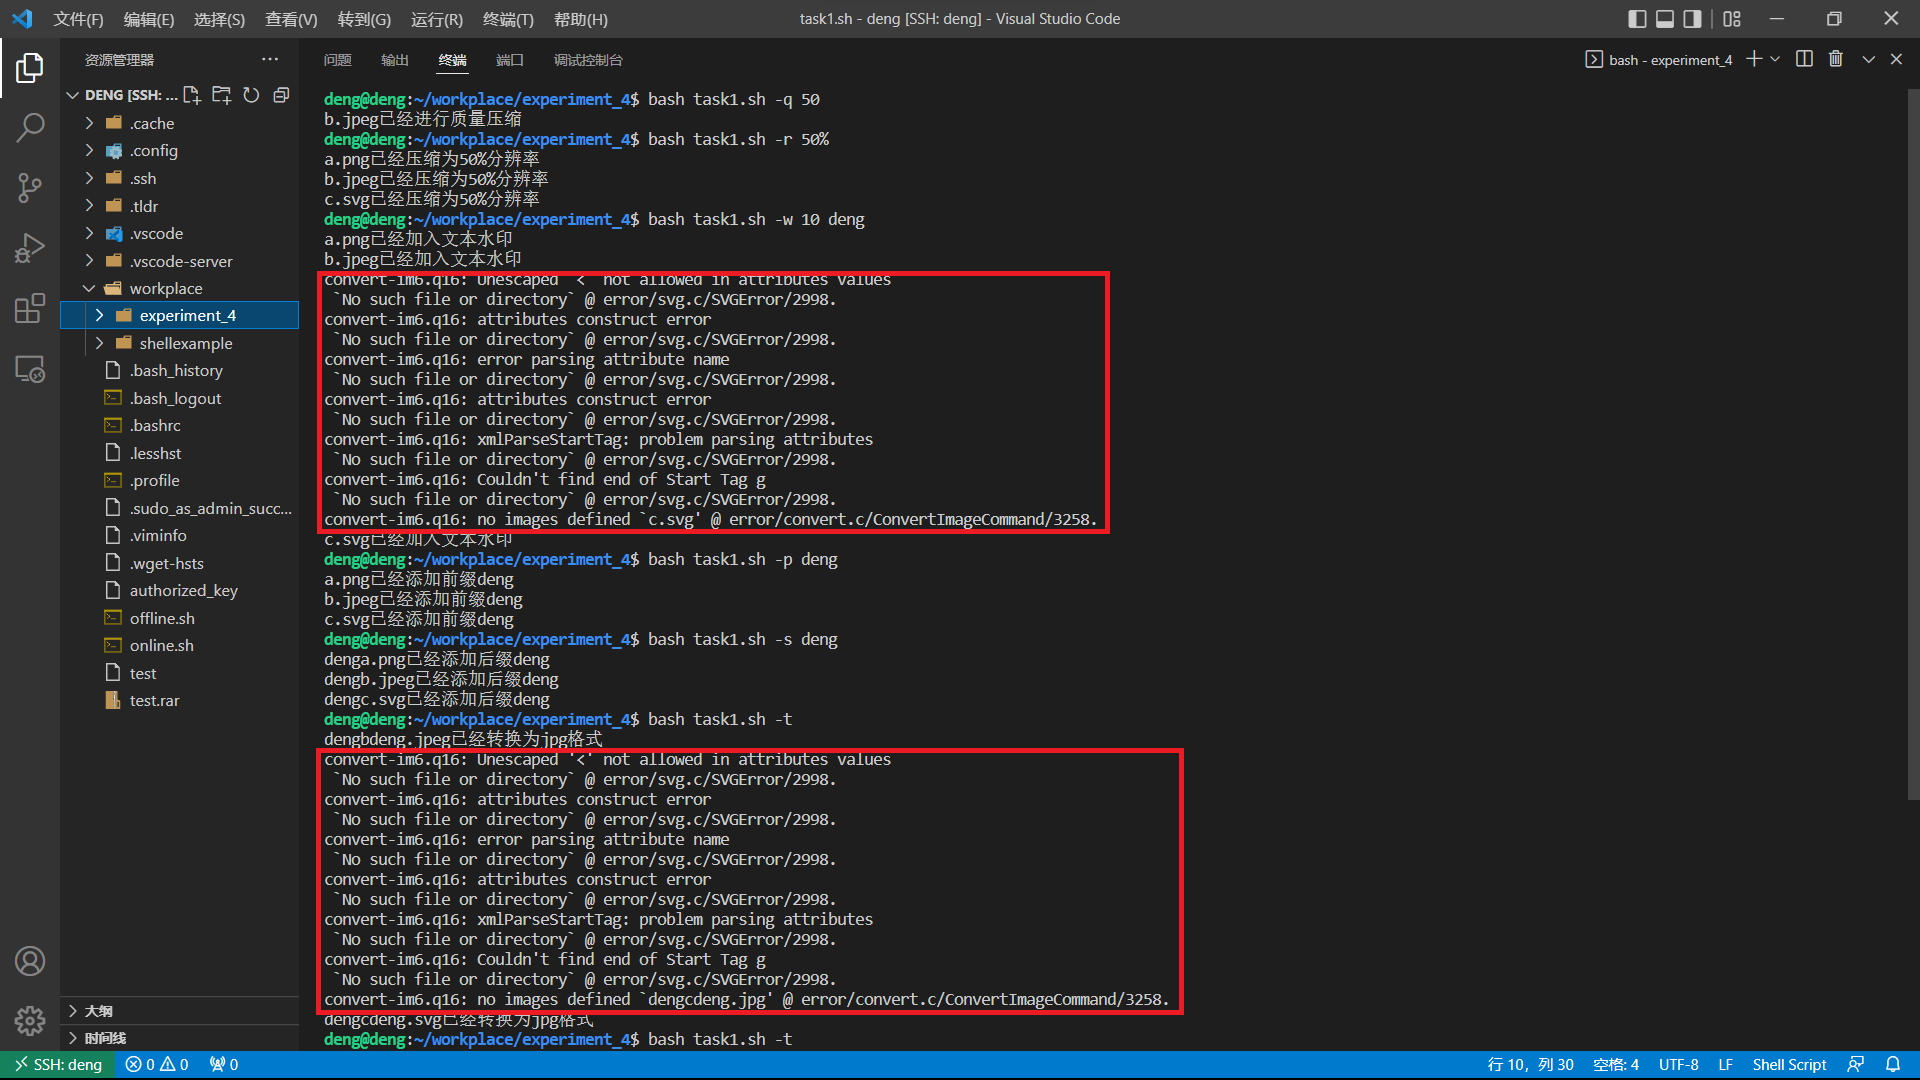 文件(F) 编辑(E) 选择(S) 查看(V) 转到(G) 运行(R) 终端(T) 帮助(H)
task1.sh - deng [SSH: deng] - Visual Studio Code
资源管理器
DENG [SSH: ...
.cache
.config
.ssh
.tldr
.vscode
.vscode-server
workplace
experiment_4
shellexample
.bash_history
.bash_logout
.bashrc
.lesshst
.profile
.sudo_as_admin_succ...
.viminfo
.wget-hsts
authorized_key
offline.sh
online.sh
test
test.rar
大纲
时间线
问题 输出 终端 端口 调试控制台
bash - experiment_4
deng@deng:~/workplace/experiment_4$ bash task1.sh -q 50
b.jpeg已经进行质量压缩
deng@deng:~/workplace/experiment_4$ bash task1.sh -r 50%
a.png已经压缩为50%分辨率
b.jpeg已经压缩为50%分辨率
c.svg已经压缩为50%分辨率
deng@deng:~/workplace/experiment_4$ bash task1.sh -w 10 deng
a.png已经加入文本水印
b.jpeg已经加入文本水印
convert-im6.q16: Unescaped '<' not allowed in attributes values
 `No such file or directory` @ error/svg.c/SVGError/2998.
convert-im6.q16: attributes construct error
 `No such file or directory` @ error/svg.c/SVGError/2998.
convert-im6.q16: error parsing attribute name
 `No such file or directory` @ error/svg.c/SVGError/2998.
convert-im6.q16: attributes construct error
 `No such file or directory` @ error/svg.c/SVGError/2998.
convert-im6.q16: xmlParseStartTag: problem parsing attributes
 `No such file or directory` @ error/svg.c/SVGError/2998.
convert-im6.q16: Couldn't find end of Start Tag g
 `No such file or directory` @ error/svg.c/SVGError/2998.
convert-im6.q16: no images defined `c.svg' @ error/convert.c/ConvertImageCommand/3258.
c.svg已经加入文本水印
deng@deng:~/workplace/experiment_4$ bash task1.sh -p deng
a.png已经添加前缀deng
b.jpeg已经添加前缀deng
c.svg已经添加前缀deng
deng@deng:~/workplace/experiment_4$ bash task1.sh -s deng
denga.png已经添加后缀deng
dengb.jpeg已经添加后缀deng
dengc.svg已经添加后缀deng
deng@deng:~/workplace/experiment_4$ bash task1.sh -t
dengbdeng.jpeg已经转换为jpg格式
convert-im6.q16: Unescaped '<' not allowed in attributes values
 `No such file or directory` @ error/svg.c/SVGError/2998.
convert-im6.q16: attributes construct error
 `No such file or directory` @ error/svg.c/SVGError/2998.
convert-im6.q16: error parsing attribute name
 `No such file or directory` @ error/svg.c/SVGError/2998.
convert-im6.q16: attributes construct error
 `No such file or directory` @ error/svg.c/SVGError/2998.
convert-im6.q16: xmlParseStartTag: problem parsing attributes
 `No such file or directory` @ error/svg.c/SVGError/2998.
convert-im6.q16: Couldn't find end of Start Tag g
 `No such file or directory` @ error/svg.c/SVGError/2998.
convert-im6.q16: no images defined `dengcdeng.jpg' @ error/convert.c/ConvertImageCommand/3258.
dengcdeng.svg已经转换为jpg格式
deng@deng:~/workplace/experiment_4$ bash task1.sh -t
SSH: deng 0 0 0
行 10, 列 30 空格: 4 UTF-8 LF Shell Script